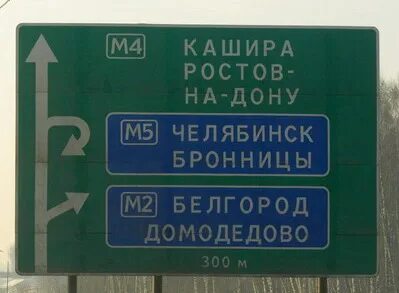 М4 КАШИРА
РОСТОВ-
НА-ДОНУ
М5 ЧЕЛЯБИНСК
БРОННИЦЫ
М2 БЕЛГОРОД
ДОМОДЕДОВО
300 м